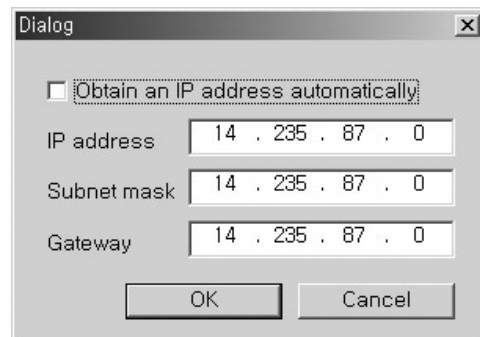 Dialog
Obtain an IP address automatically
IP address 14 . 235 . 87 . 0
Subnet mask 14 . 235 . 87 . 0
Gateway 14 . 235 . 87 . 0
OK Cancel